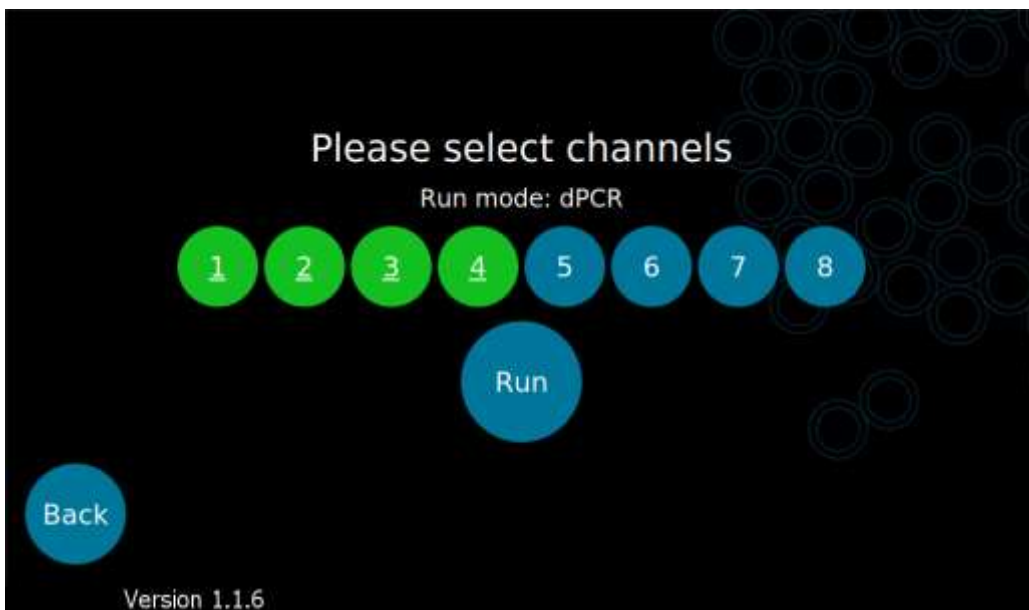 Please select channels
Run mode: dPCR
1 2 3 4 5 6 7 8
Run
Back
Version 1.1.6